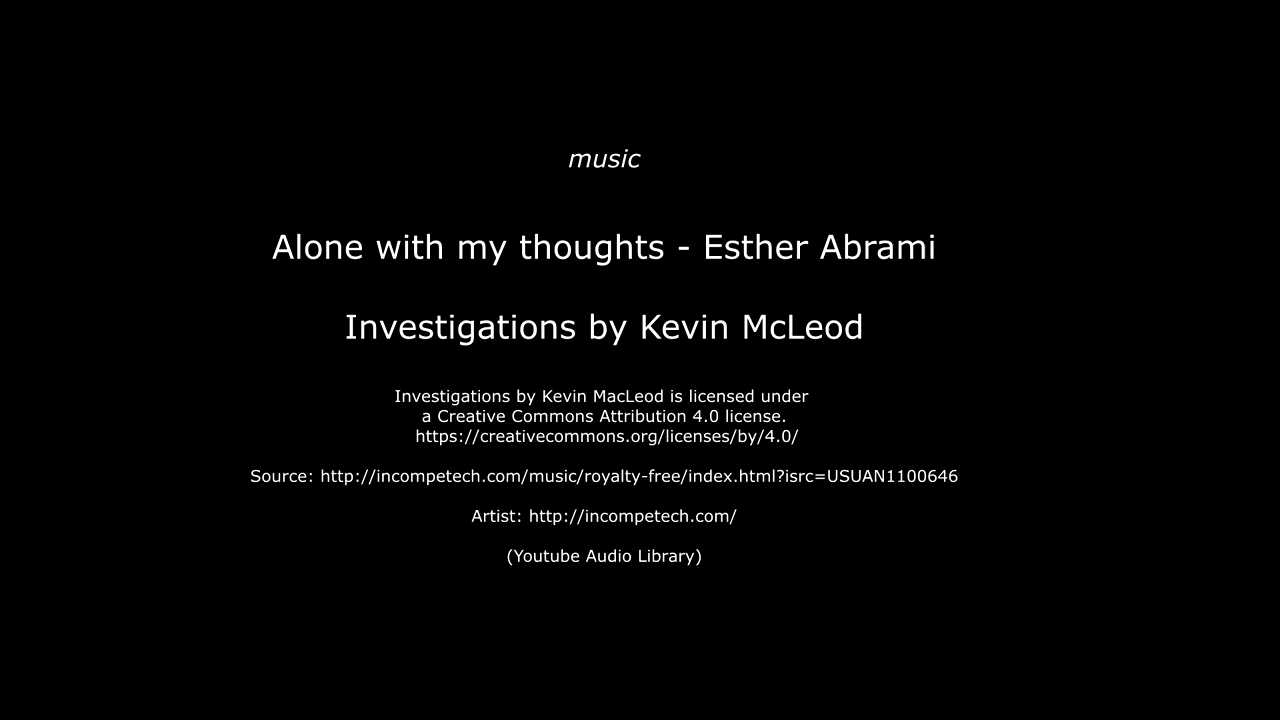 music
Alone with my thoughts - Esther Abrami
Investigations by Kevin McLeod
Investigations by Kevin MacLeod is licensed under
a Creative Commons Attribution 4.0 license.
https://creativecommons.org/licenses/by/4.0/
Source: http://incompetech.com/music/royalty-free/index.html?isrc=USUAN1100646
Artist: http://incompetech.com/
(Youtube Audio Library)